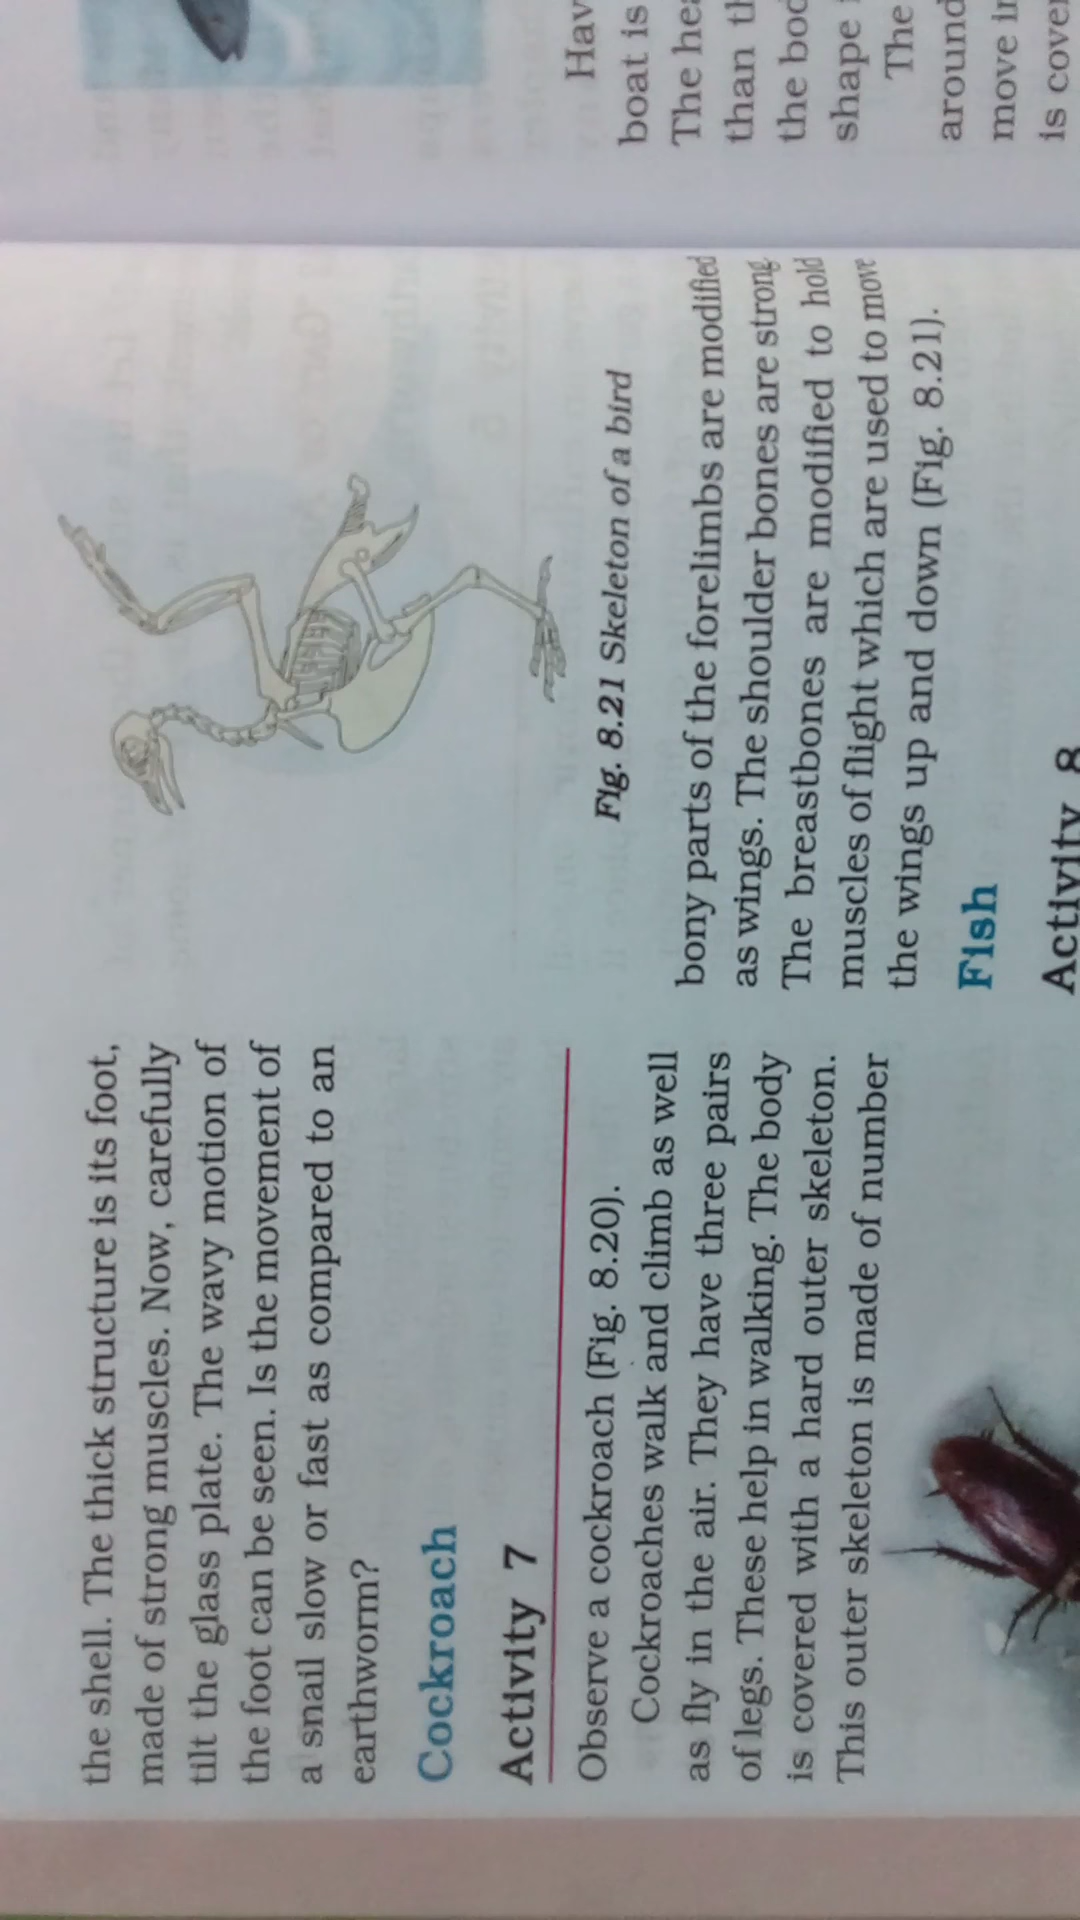 the shell. The thick structure is its foot,
made of strong muscles. Now, carefully
tilt the glass plate. The wavy motion of
the foot can be seen. Is the movement of
a snail slow or fast as compared to an
earthworm?
Cockroach
Activity 7
Observe a cockroach (Fig. 8.20).
Cockroaches walk and climb as well
as fly in the air. They have three pairs
of legs. These help in walking. The body
is covered with a hard outer skeleton.
This outer skeleton is made of number
Fig. 8.21 Skeleton of a bird
bony parts of the forelimbs are modified
as wings. The shoulder bones are strong.
The breastbones are modified to hold
muscles of flight which are used to move
the wings up and down (Fig. 8.21).
Fish
Activity 8
Hav
boat is
The hea
than th
the bod
shape
The
around
move in
is cover